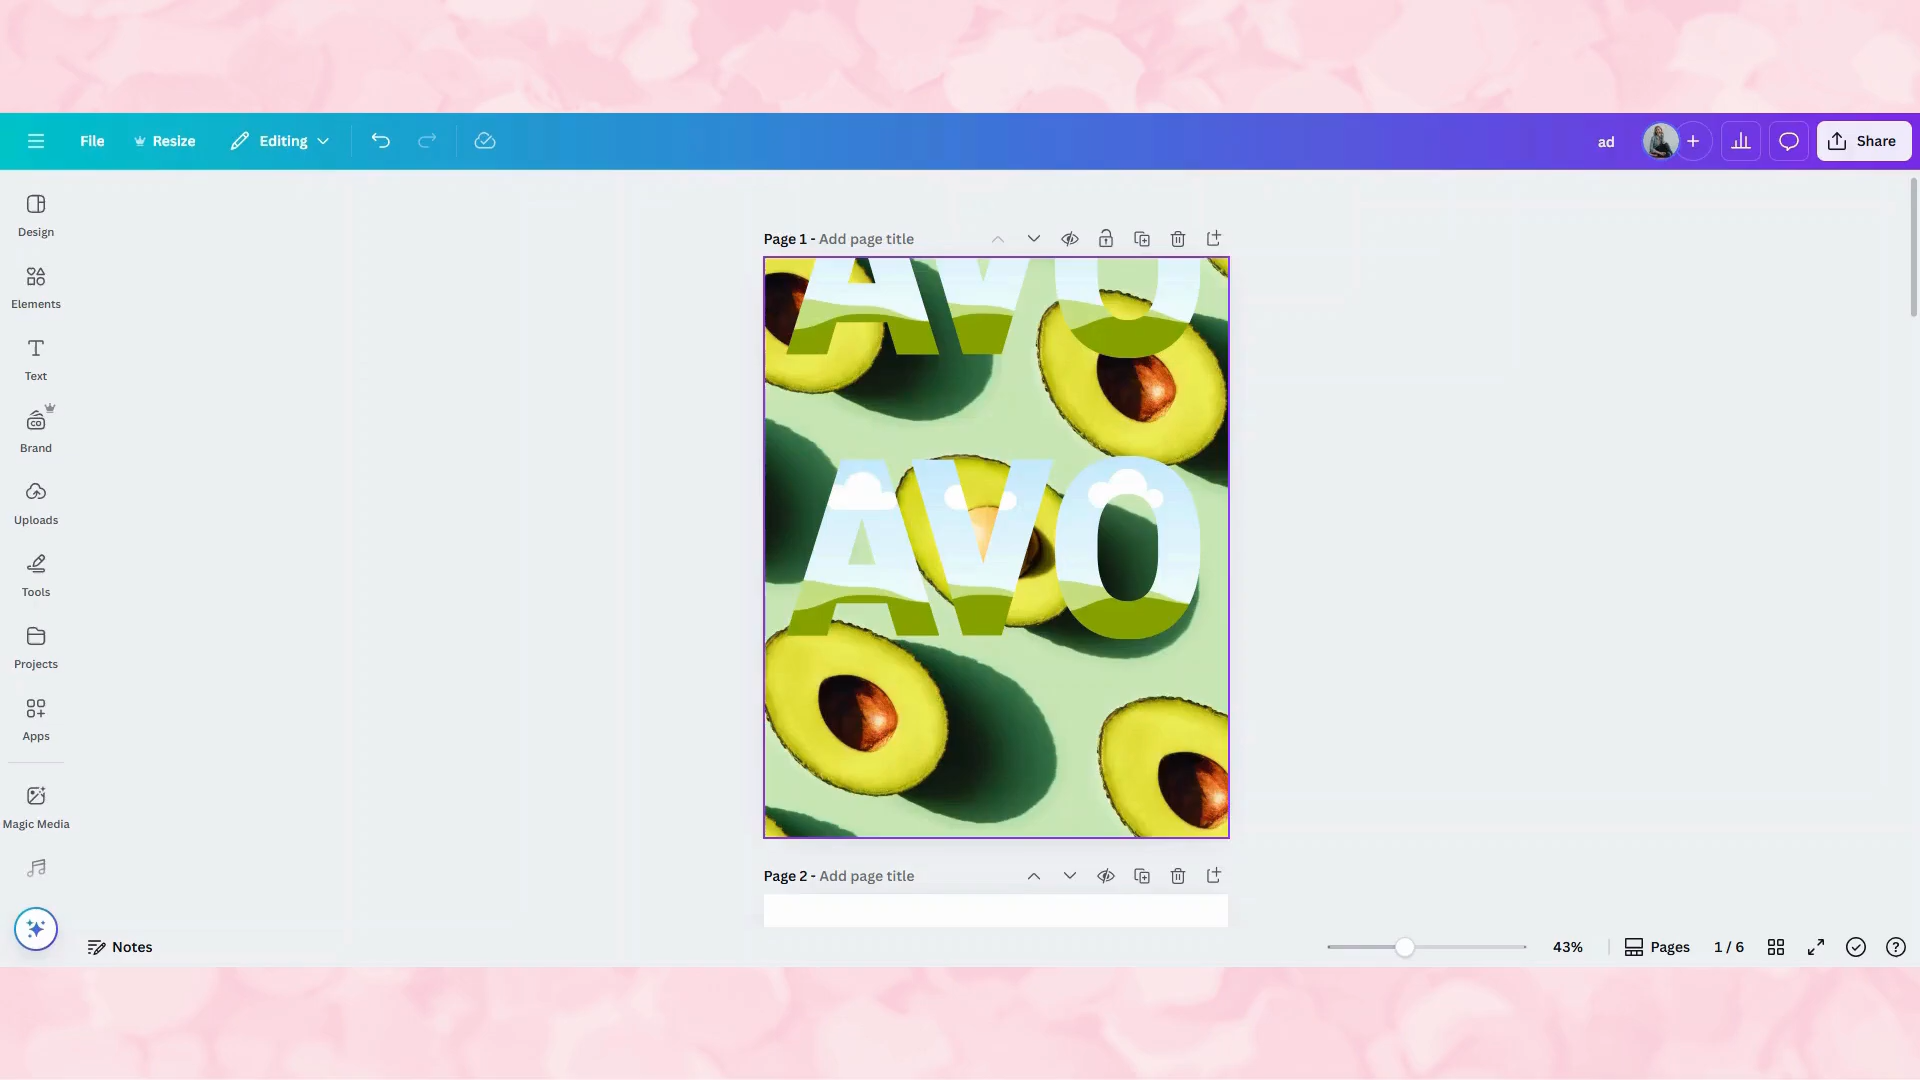 File
Resize
Editing
ad
Share
Design
Elements
Text
Brand
Uploads
Tools
Projects
Apps
Magic Media
Page 1 - Add page title
AVO
AVO
Page 2 - Add page title
Notes
43%
Pages
1 / 6